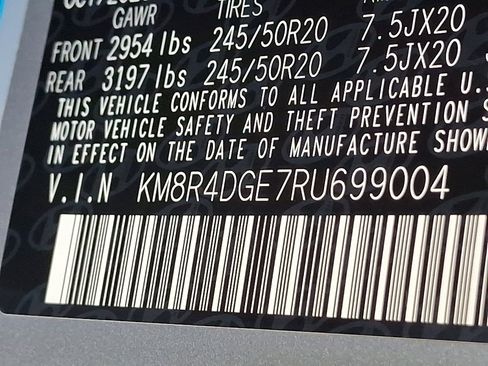 GAWR TIRES
FRONT 2954 lbs 245/50R20 7.5JX20
REAR 3197 lbs 245/50R20 7.5JX20
THIS VEHICLE CONFORMS TO ALL APPLICABLE U.S
MOTOR VEHICLE SAFETY AND THEFT PREVENTION S
IN EFFECT ON THE DATE OF MANUFACTURE SHOW
V.I.N KM8R4DGE7RU699004